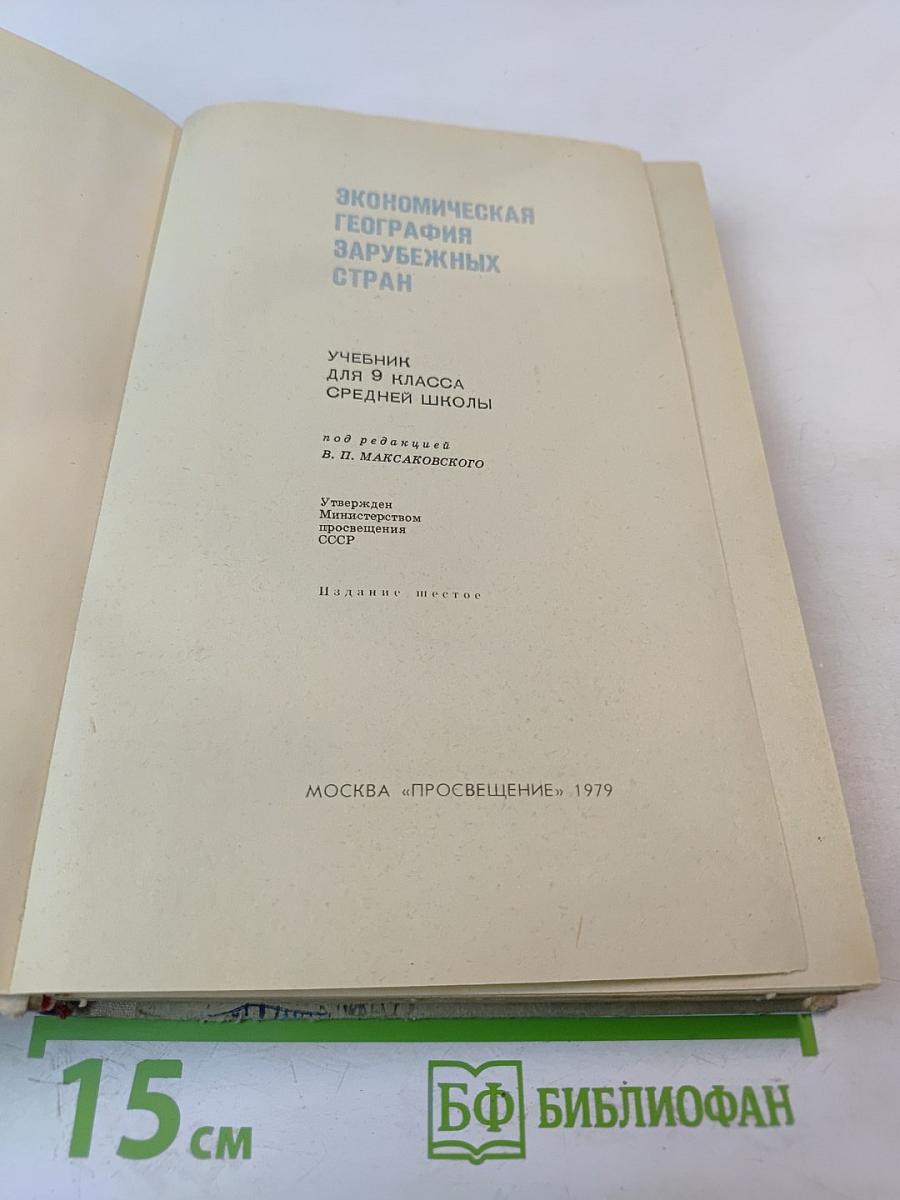 ЭКОНОМИЧЕСКАЯ
ГЕОГРАФИЯ
ЗАРУБЕЖНЫХ
СТРАН
УЧЕБНИК
ДЛЯ 9 КЛАССА
СРЕДНЕЙ ШКОЛЫ
под редакцией
В. П. МАКСАКОВСКОГО
Утвержден
Министерством
просвещения
СССР
Издание шестое
МОСКВА «ПРОСВЕЩЕНИЕ» 1979
15 см
БФ БИБЛИОФАН